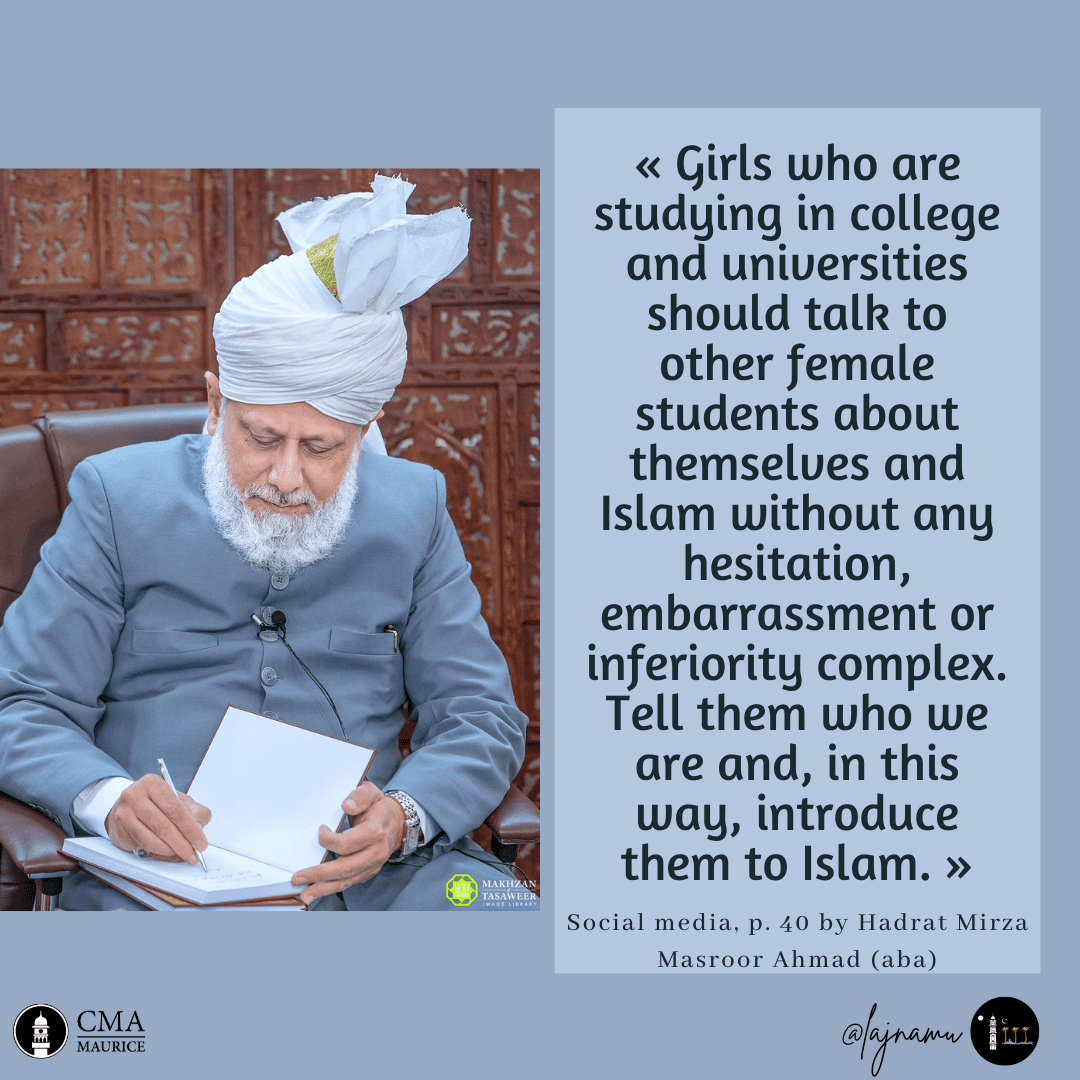 « Girls who are
studying in college
and universities
should talk to
other female
students about
themselves and
Islam without any
hesitation,
embarrassment or
inferiority complex.
Tell them who we
are and, in this
way, introduce
them to Islam. »
Social media, p. 40 by Hadrat Mirza
Masroor Ahmad (aba)
MAKHZAN
TASAWEER
IMAGE LIBRARY
CMA
MAURICE
@lajnamu